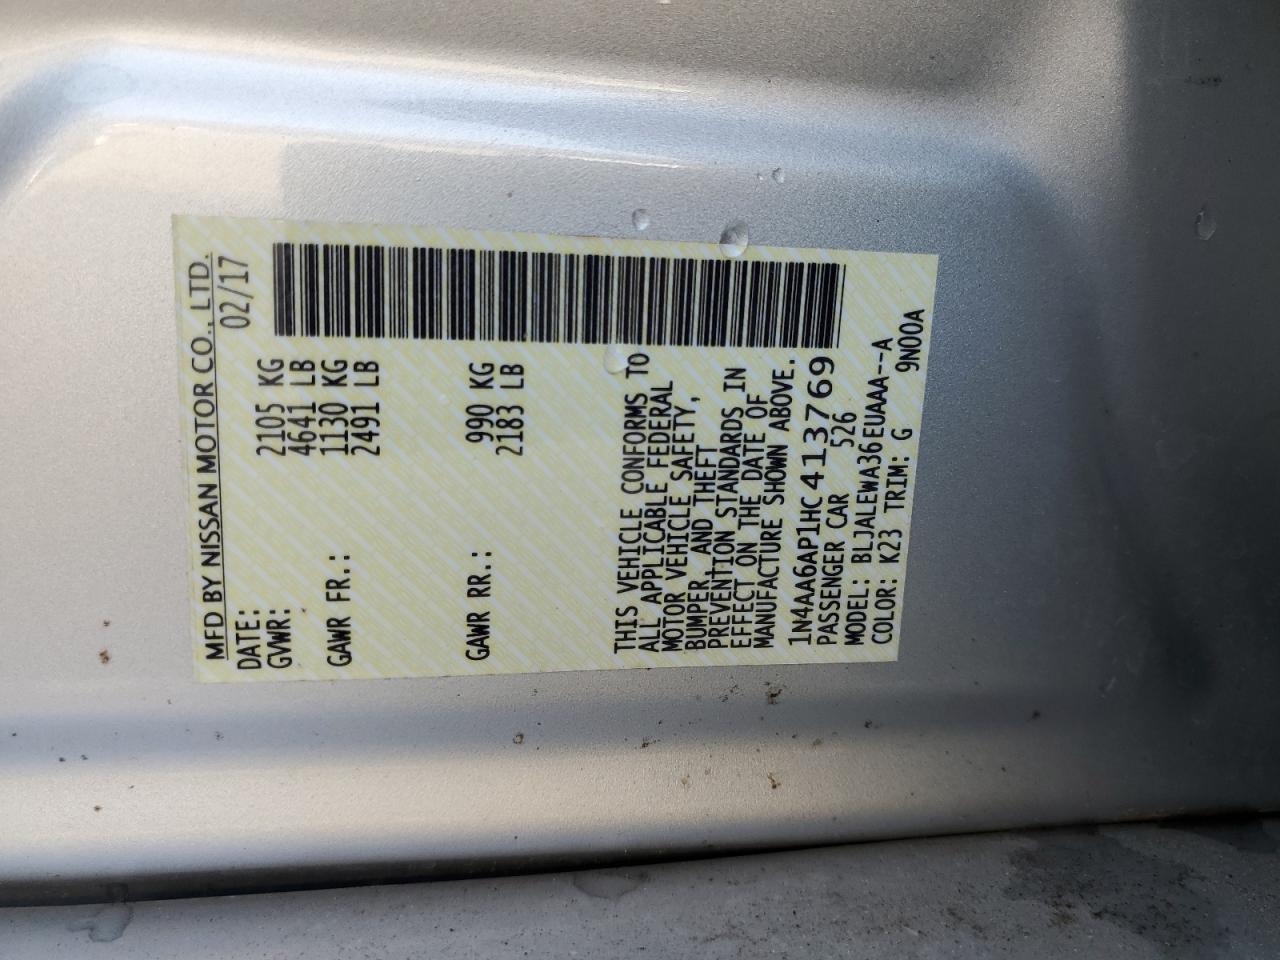 MFD BY NISSAN MOTOR CO., LTD.
DATE: 02/17
GVWR: 2105 KG
4641 LB
GAWR FR.: 1130 KG
2491 LB
GAWR RR.: 990 KG
2183 LB
THIS VEHICLE CONFORMS TO
ALL APPLICABLE FEDERAL
MOTOR VEHICLE SAFETY,
BUMPER, AND THEFT
PREVENTION STANDARDS IN
EFFECT ON THE DATE OF
MANUFACTURE SHOWN ABOVE.
1N4AA6AP1HC413769
PASSENGER CAR 526
MODEL: BLJALEWA36EUAAA--A
COLOR: K23 TRIM: G 9N00A